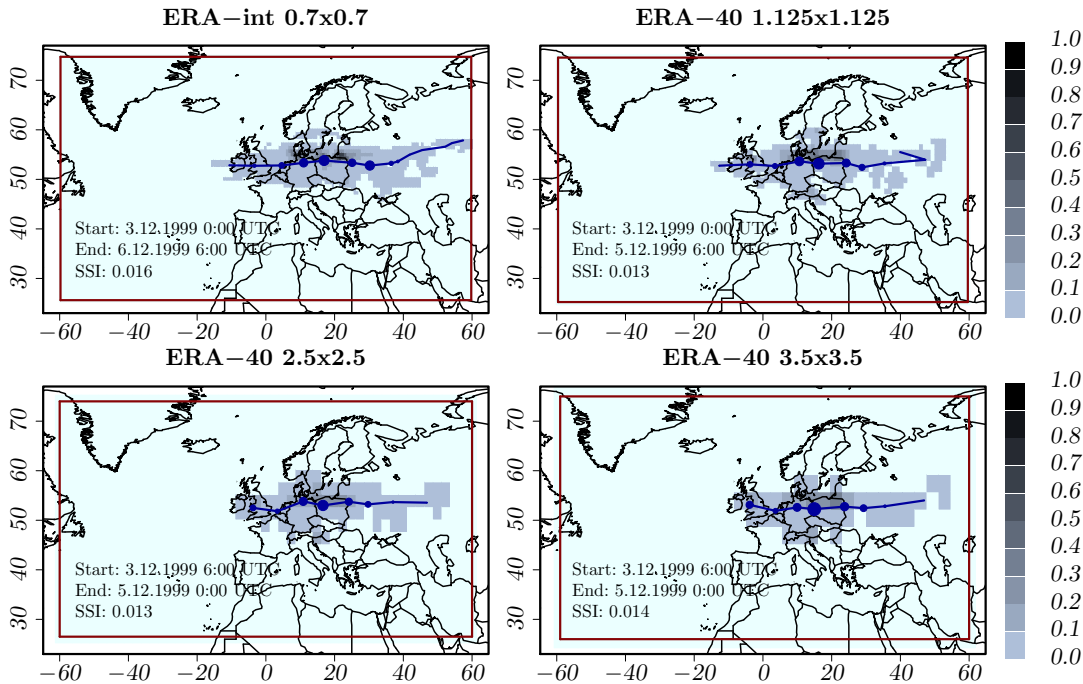 ERA−int 0.7x0.7
70
60
50
40
30
Start: 3.12.1999 0:00 UTC
End: 6.12.1999 6:00 UTC
SSI: 0.016
−60 −40 −20 0 20 40 60
ERA−40 1.125x1.125
70
60
50
40
30
Start: 3.12.1999 0:00 UTC
End: 5.12.1999 6:00 UTC
SSI: 0.013
−60 −40 −20 0 20 40 60
1.0
0.9
0.8
0.7
0.6
0.5
0.4
0.3
0.2
0.1
0.0
ERA−40 2.5x2.5
70
60
50
40
30
Start: 3.12.1999 6:00 UTC
End: 5.12.1999 0:00 UTC
SSI: 0.013
−60 −40 −20 0 20 40 60
ERA−40 3.5x3.5
70
60
50
40
30
Start: 3.12.1999 6:00 UTC
End: 5.12.1999 0:00 UTC
SSI: 0.014
−60 −40 −20 0 20 40 60
1.0
0.9
0.8
0.7
0.6
0.5
0.4
0.3
0.2
0.1
0.0